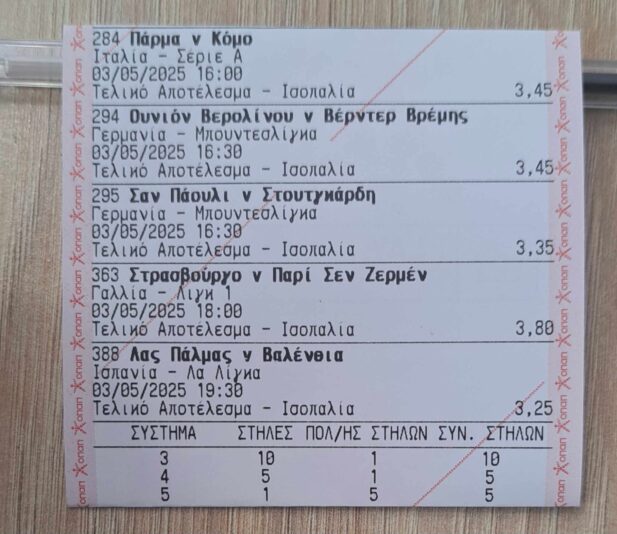 284 Πάρμα v Κόμο
Ιταλία - Σέριε Α
03/05/2025 16:00
Τελικό Αποτέλεσμα - Ισοπαλία 3,45
294 Ουνιόν Βερολίνου v Βέρντερ Βρέμης
Γερμανία - Μπουντεσλίγκα
03/05/2025 16:30
Τελικό Αποτέλεσμα - Ισοπαλία 3,45
295 Σαν Πάουλι v Στουτγκάρδη
Γερμανία - Μπουντεσλίγκα
03/05/2025 16:30
Τελικό Αποτέλεσμα - Ισοπαλία 3,35
363 Στρασβούργο v Παρί Σεν Ζερμέν
Γαλλία - Λιγκ 1
03/05/2025 18:00
Τελικό Αποτέλεσμα - Ισοπαλία 3,80
388 Λας Πάλμας v Βαλένθια
Ισπανία - Λα Λίγκα
03/05/2025 19:30
Τελικό Αποτέλεσμα - Ισοπαλία 3,25
ΣΥΣΤΗΜΑ ΣΤΗΛΕΣ ΠΟΛ/ΗΣ ΣΤΗΛΩΝ ΣΥΝ. ΣΤΗΛΩΝ
3 10 1 10
4 5 1 5
5 1 5 5